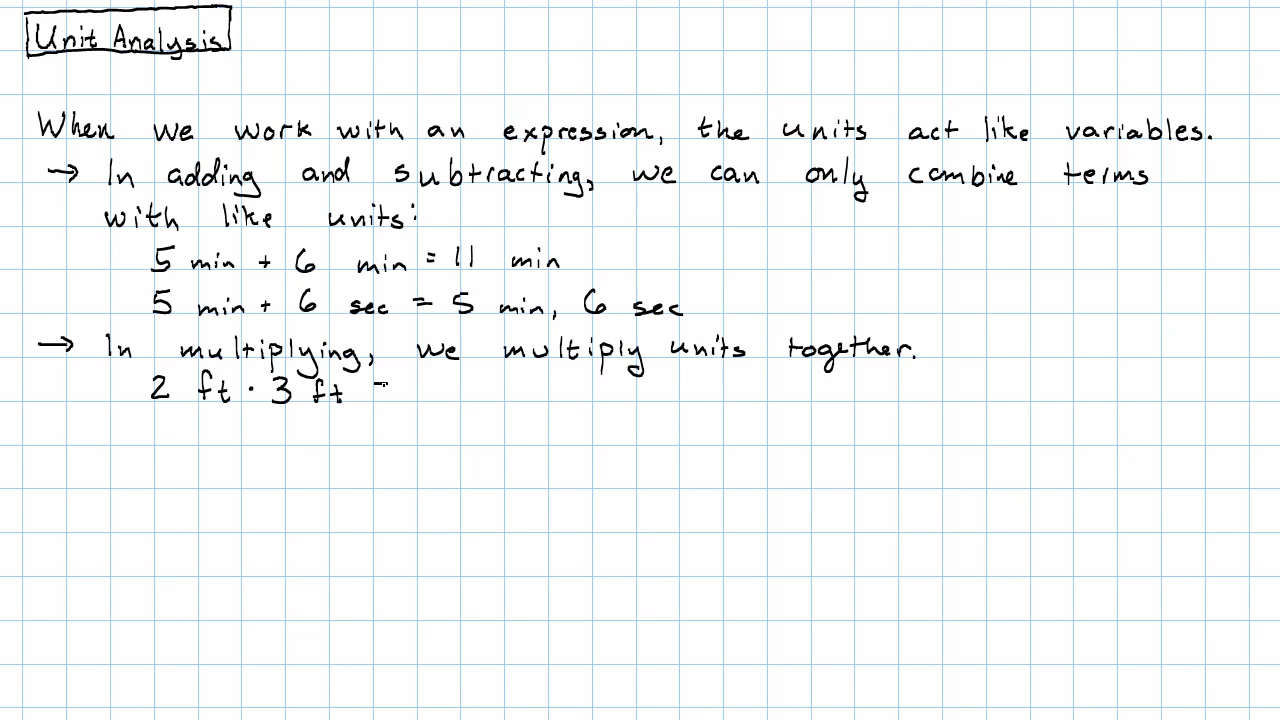 Unit Analysis
When we work with an expression, the units act like variables.
→ In adding and subtracting, we can only combine terms
with like units:
5 min + 6 min = 11 min
5 min + 6 sec = 5 min, 6 sec
→ In multiplying, we multiply units together.
2 ft · 3 ft -